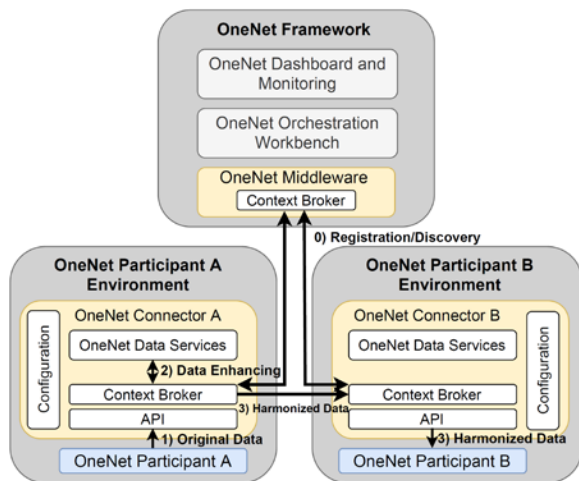 OneNet Framework
OneNet Dashboard and
Monitoring
OneNet Orchestration
Workbench
OneNet Middleware
Context Broker
0) Registration/Discovery
OneNet Participant A
Environment
OneNet Connector A
Configuration
OneNet Data Services
2) Data Enhancing
Context Broker
3) Harmonized Data
API
1) Original Data
OneNet Participant A
OneNet Participant B
Environment
OneNet Connector B
OneNet Data Services
Configuration
Context Broker
API
3) Harmonized Data
OneNet Participant B